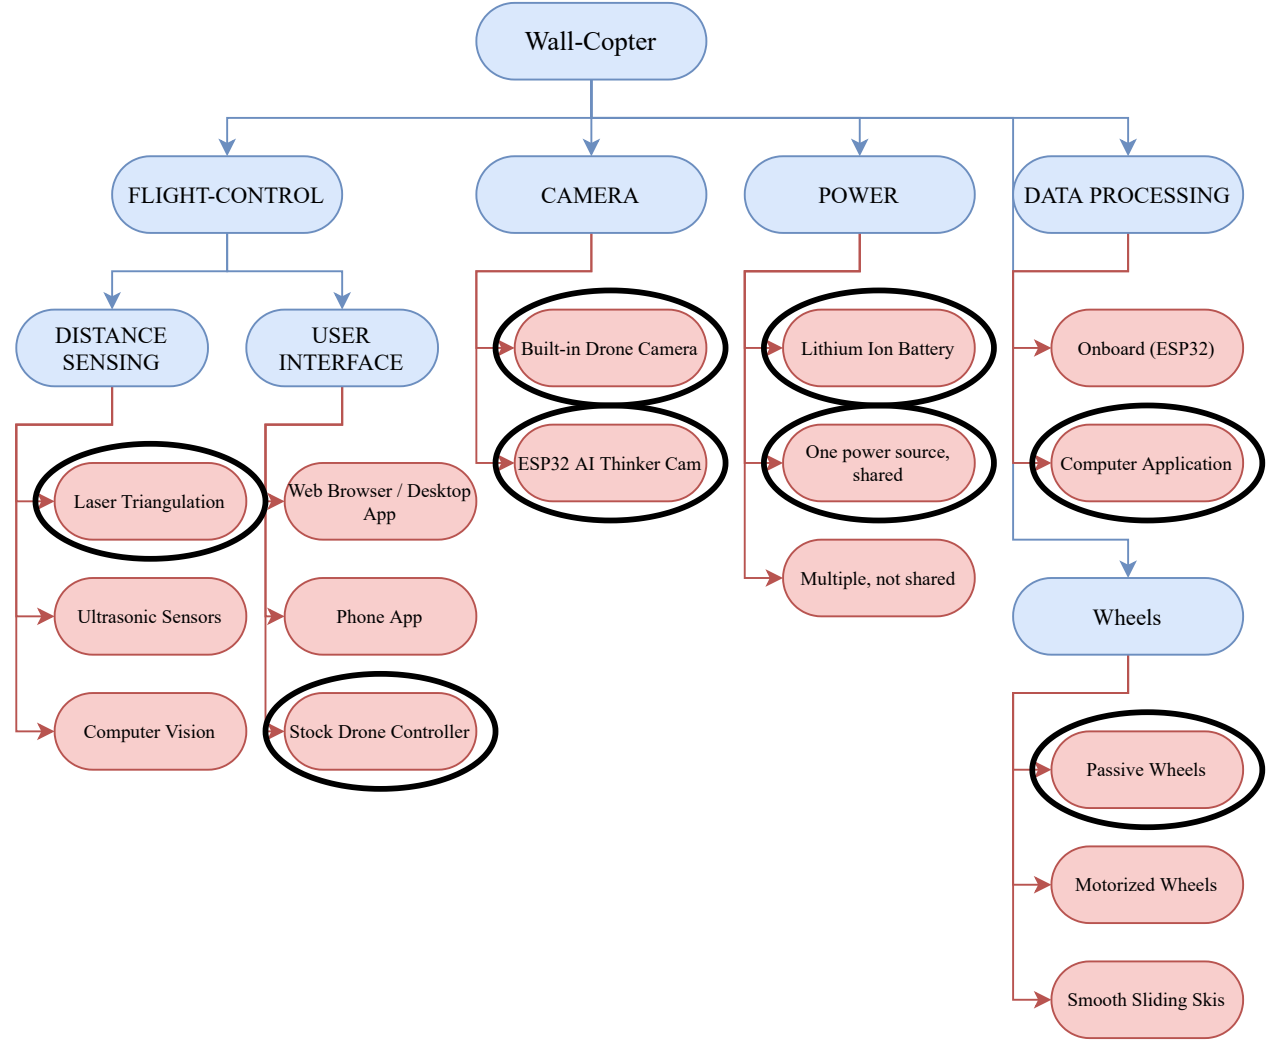 Wall-Copter
FLIGHT-CONTROL
CAMERA
POWER
DATA PROCESSING
DISTANCE
SENSING
USER
INTERFACE
Built-in Drone Camera
Lithium Ion Battery
Onboard (ESP32)
ESP32 AI Thinker Cam
One power source,
shared
Computer Application
Laser Triangulation
Web Browser / Desktop
App
Multiple, not shared
Ultrasonic Sensors
Phone App
Wheels
Computer Vision
Stock Drone Controller
Passive Wheels
Motorized Wheels
Smooth Sliding Skis